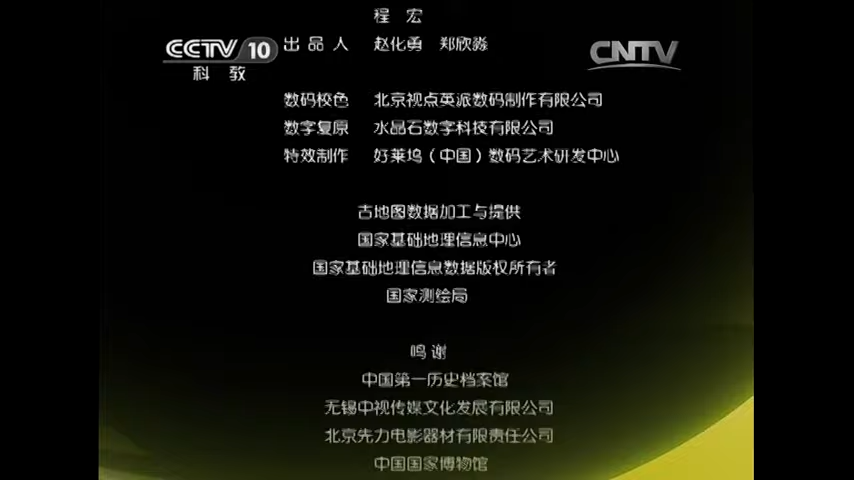 程 宏
CCTV 10 出 品 人 赵化勇 郑欣淼 CNTV
科 教
数码校色 北京视点英派数码制作有限公司
数字复原 水晶石数字科技有限公司
特效制作 好莱坞（中国）数码艺术研发中心
古地图数据加工与提供
国家基础地理信息中心
国家基础地理信息数据版权所有者
国家测绘局
鸣 谢
中国第一历史档案馆
无锡中视传媒文化发展有限公司
北京先力电影器材有限责任公司
中国国家博物馆